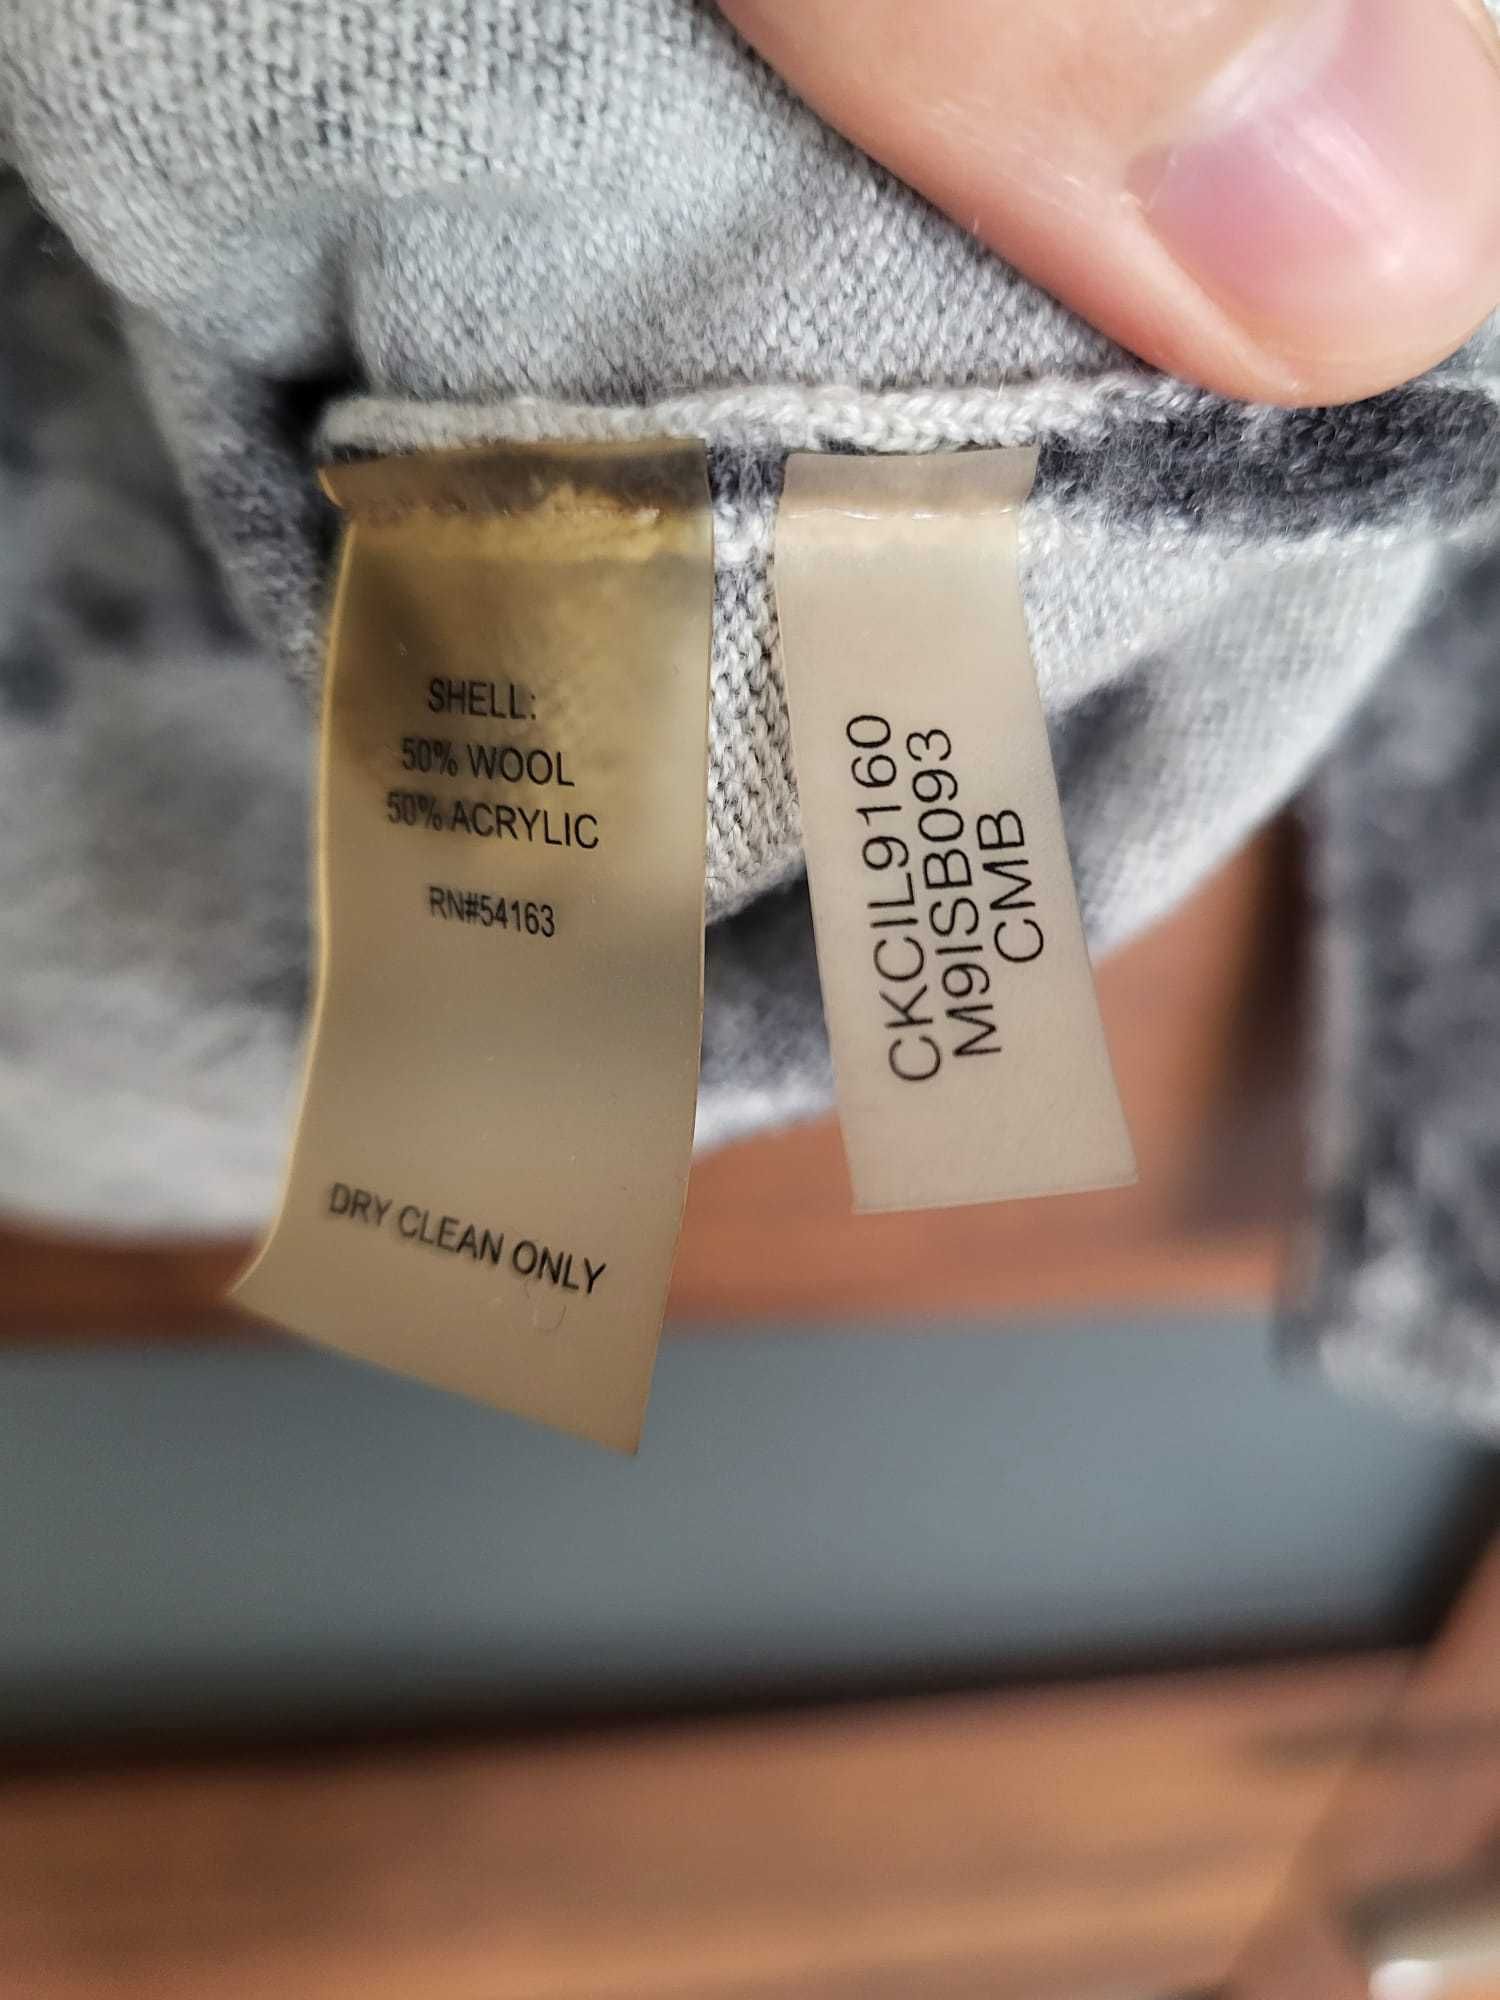 SHELL:
50% WOOL
50% ACRYLIC
RN#54163
DRY CLEAN ONLY
CKCIL9160
M9ISB093
CMB